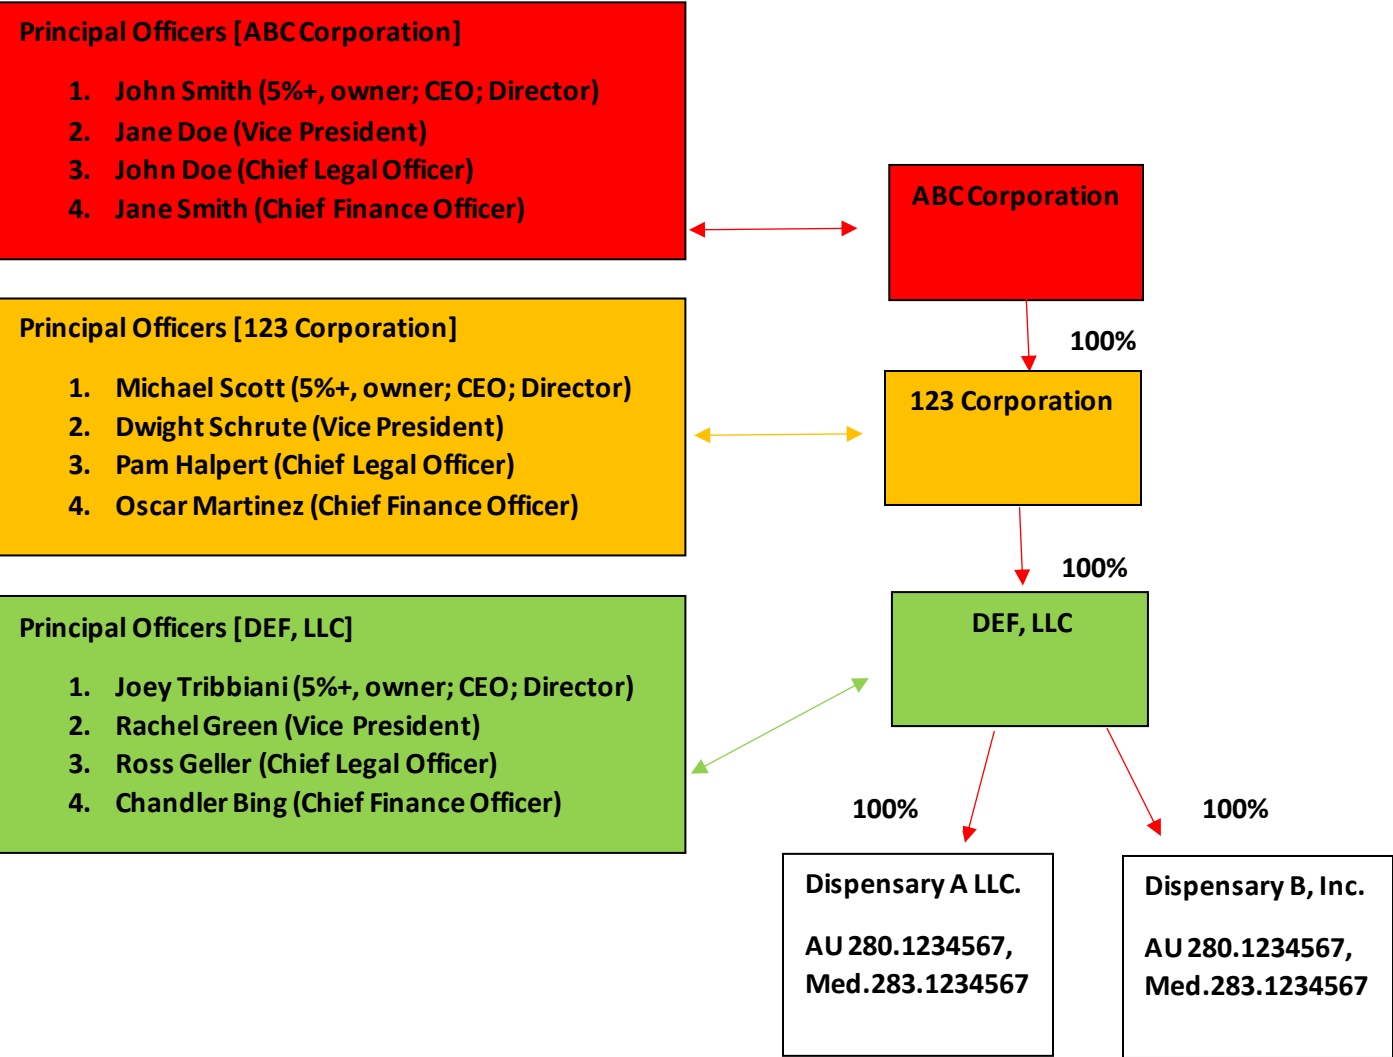 Principal Officers [ABC Corporation]
1. John Smith (5%+, owner; CEO; Director)
2. Jane Doe (Vice President)
3. John Doe (Chief Legal Officer)
4. Jane Smith (Chief Finance Officer)
ABC Corporation
100%
Principal Officers [123 Corporation]
1. Michael Scott (5%+, owner; CEO; Director)
2. Dwight Schrute (Vice President)
3. Pam Halpert (Chief Legal Officer)
4. Oscar Martinez (Chief Finance Officer)
123 Corporation
100%
Principal Officers [DEF, LLC]
1. Joey Tribbiani (5%+, owner; CEO; Director)
2. Rachel Green (Vice President)
3. Ross Geller (Chief Legal Officer)
4. Chandler Bing (Chief Finance Officer)
DEF, LLC
100%
100%
Dispensary A LLC.
AU 280.1234567,
Med.283.1234567
Dispensary B, Inc.
AU 280.1234567,
Med.283.1234567